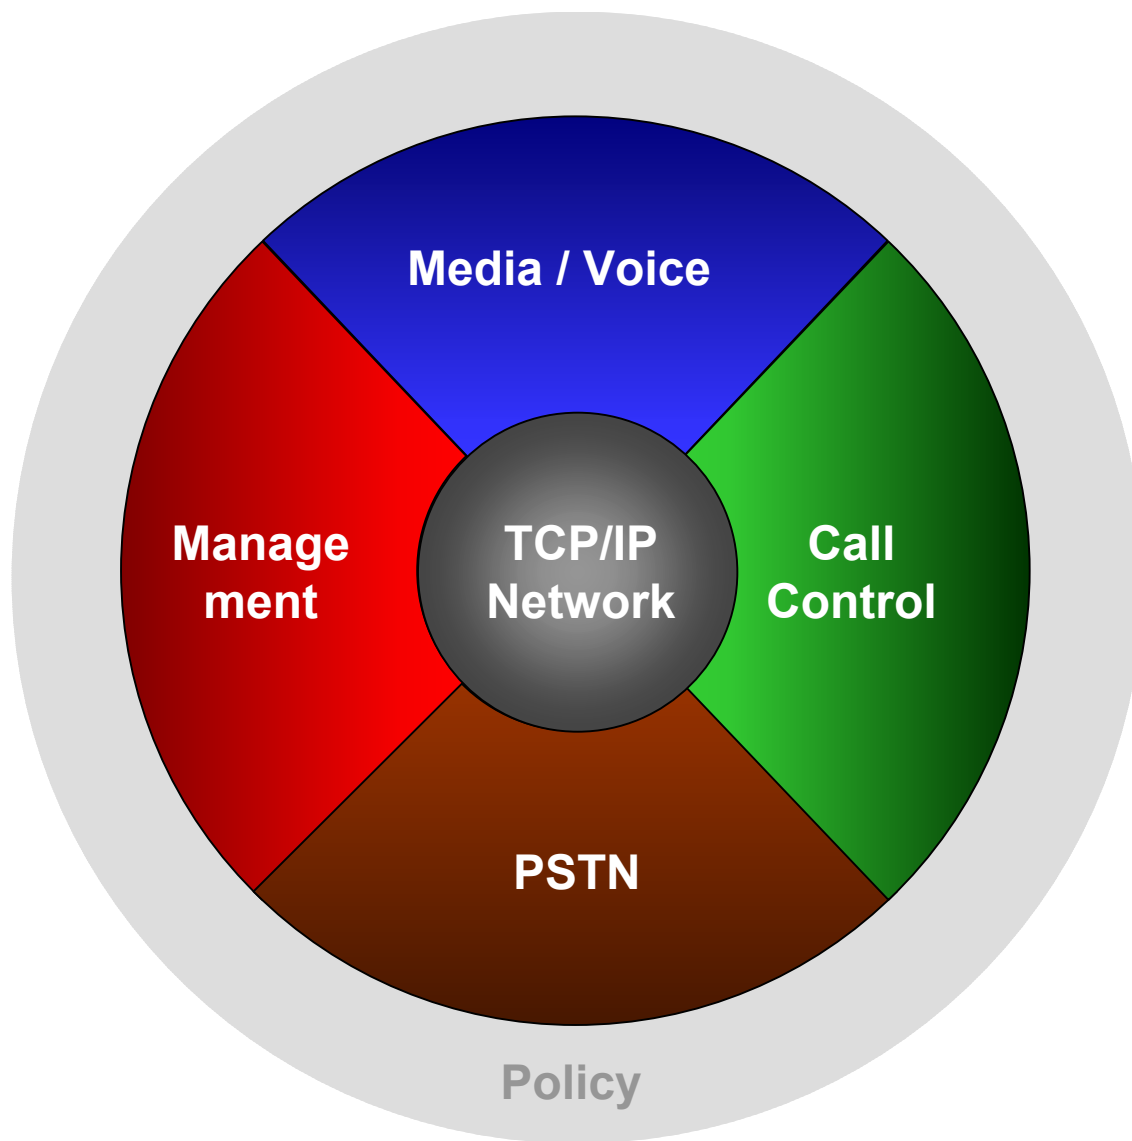 Media / Voice
Manage
ment
TCP/IP
Network
Call
Control
PSTN
Policy